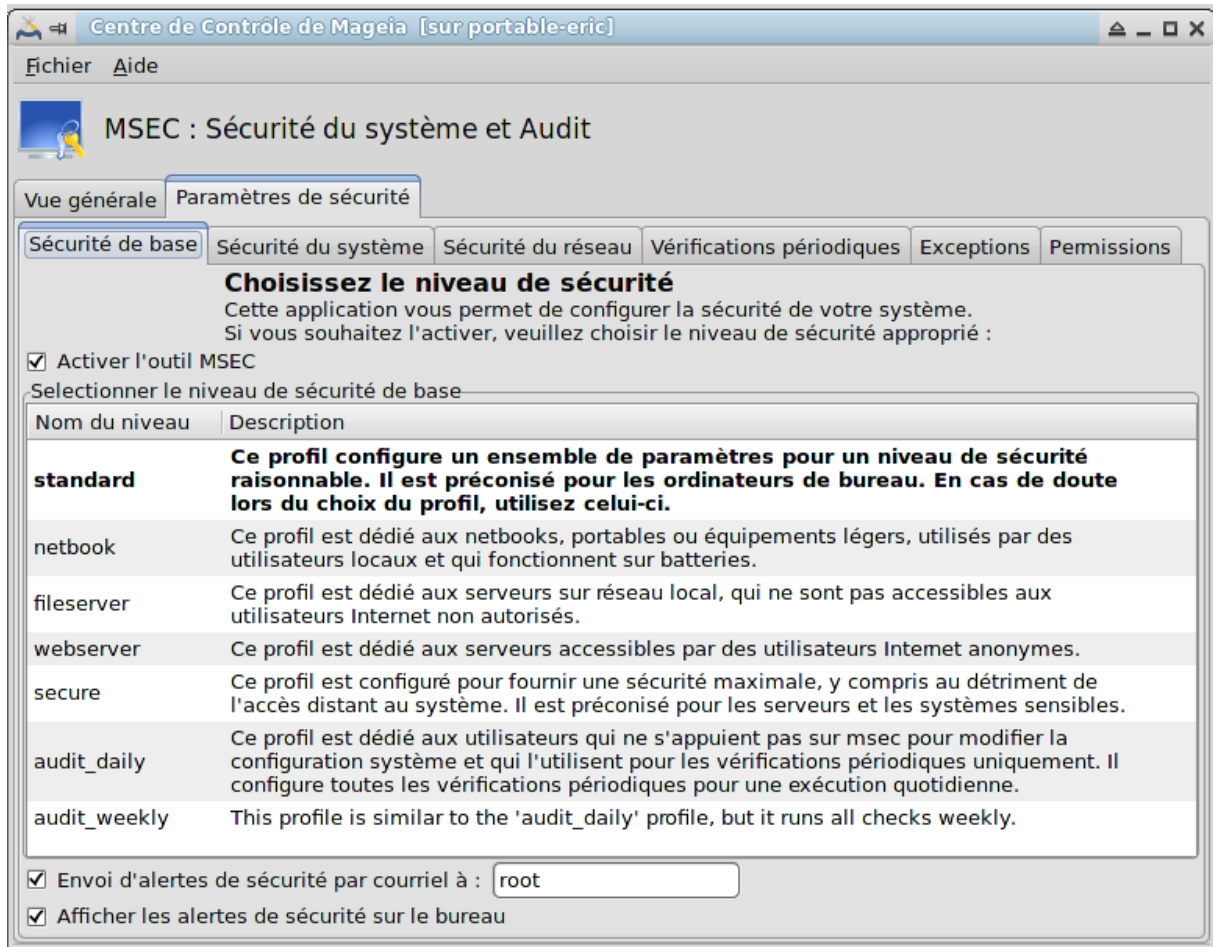 Centre de Contrôle de Mageia [sur portable-eric]
Fichier Aide
MSEC : Sécurité du système et Audit
Vue générale Paramètres de sécurité
Sécurité de base Sécurité du système Sécurité du réseau Vérifications périodiques Exceptions Permissions
Choisissez le niveau de sécurité
Cette application vous permet de configurer la sécurité de votre système.
Si vous souhaitez l'activer, veuillez choisir le niveau de sécurité approprié :
Activer l'outil MSEC
Selectionner le niveau de sécurité de base
Nom du niveau Description
standard
Ce profil configure un ensemble de paramètres pour un niveau de sécurité
raisonnable. Il est préconisé pour les ordinateurs de bureau. En cas de doute
lors du choix du profil, utilisez celui-ci.
netbook
Ce profil est dédié aux netbooks, portables ou équipements légers, utilisés par des
utilisateurs locaux et qui fonctionnent sur batteries.
fileserver
Ce profil est dédié aux serveurs sur réseau local, qui ne sont pas accessibles aux
utilisateurs Internet non autorisés.
webserver
Ce profil est dédié aux serveurs accessibles par des utilisateurs Internet anonymes.
secure
Ce profil est configuré pour fournir une sécurité maximale, y compris au détriment de
l'accès distant au système. Il est préconisé pour les serveurs et les systèmes sensibles.
audit_daily
Ce profil est dédié aux utilisateurs qui ne s'appuient pas sur msec pour modifier la
configuration système et qui l'utilisent pour les vérifications périodiques uniquement. Il
configure toutes les vérifications périodiques pour une exécution quotidienne.
audit_weekly
This profile is similar to the 'audit_daily' profile, but it runs all checks weekly.
Envoi d'alertes de sécurité par courriel à : root
Afficher les alertes de sécurité sur le bureau